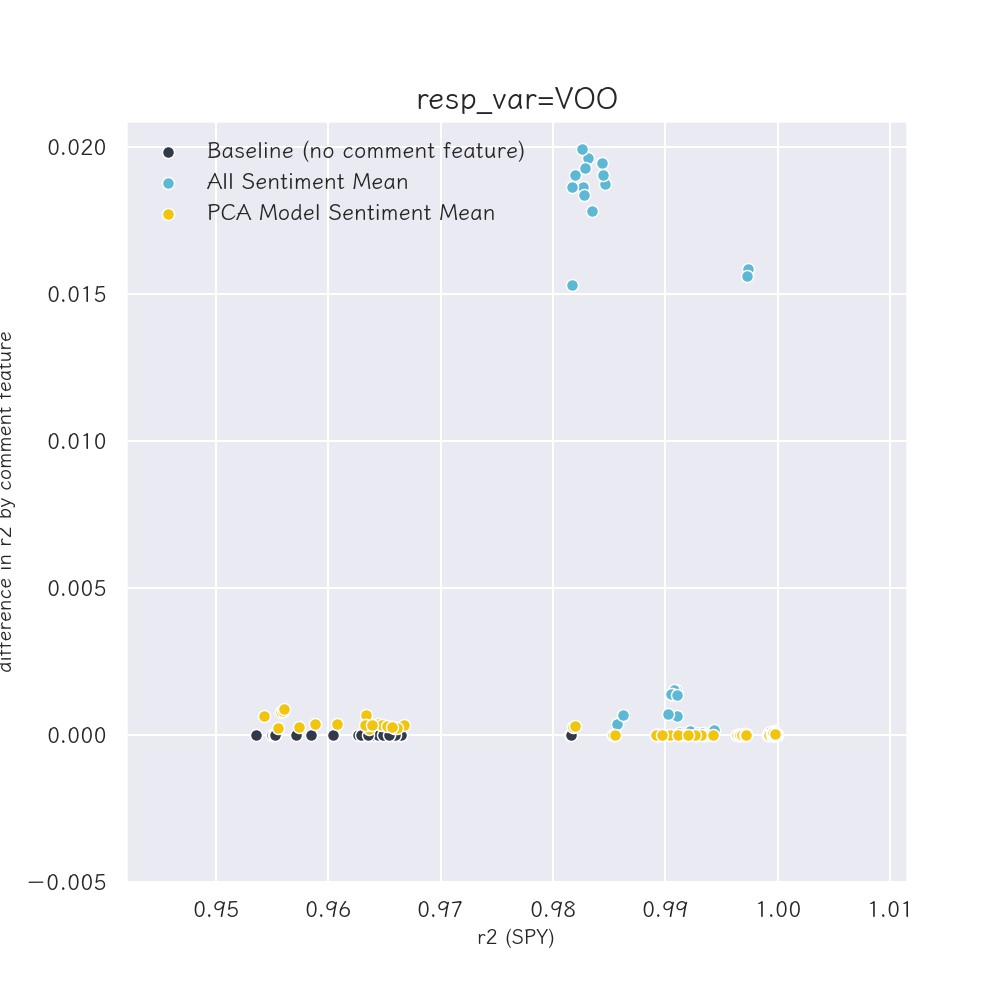 resp_var=VOO
Baseline (no comment feature)
All Sentiment Mean
PCA Model Sentiment Mean
difference in r2 by comment feature
0.020
0.015
0.010
0.005
0.000
−0.005
0.95 0.96 0.97 0.98 0.99 1.00 1.01
r2 (SPY)